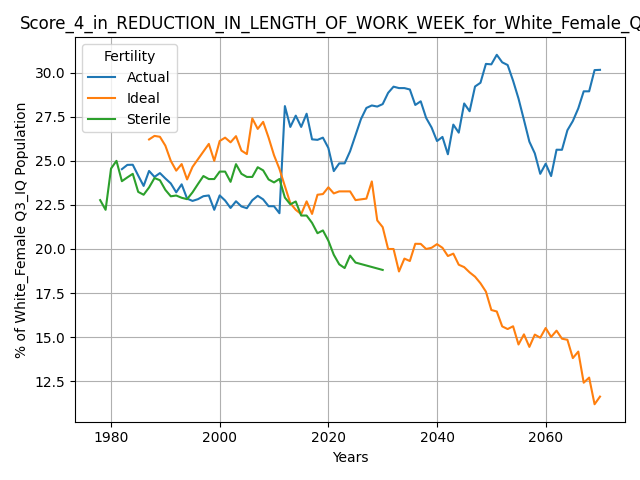 Score_4_in_REDUCTION_IN_LENGTH_OF_WORK_WEEK_for_White_Female_Q
Fertility
Actual
Ideal
Sterile
% of White_Female Q3_IQ Population
30.0
27.5
25.0
22.5
20.0
17.5
15.0
12.5
1980
2000
2020
2040
2060
Years